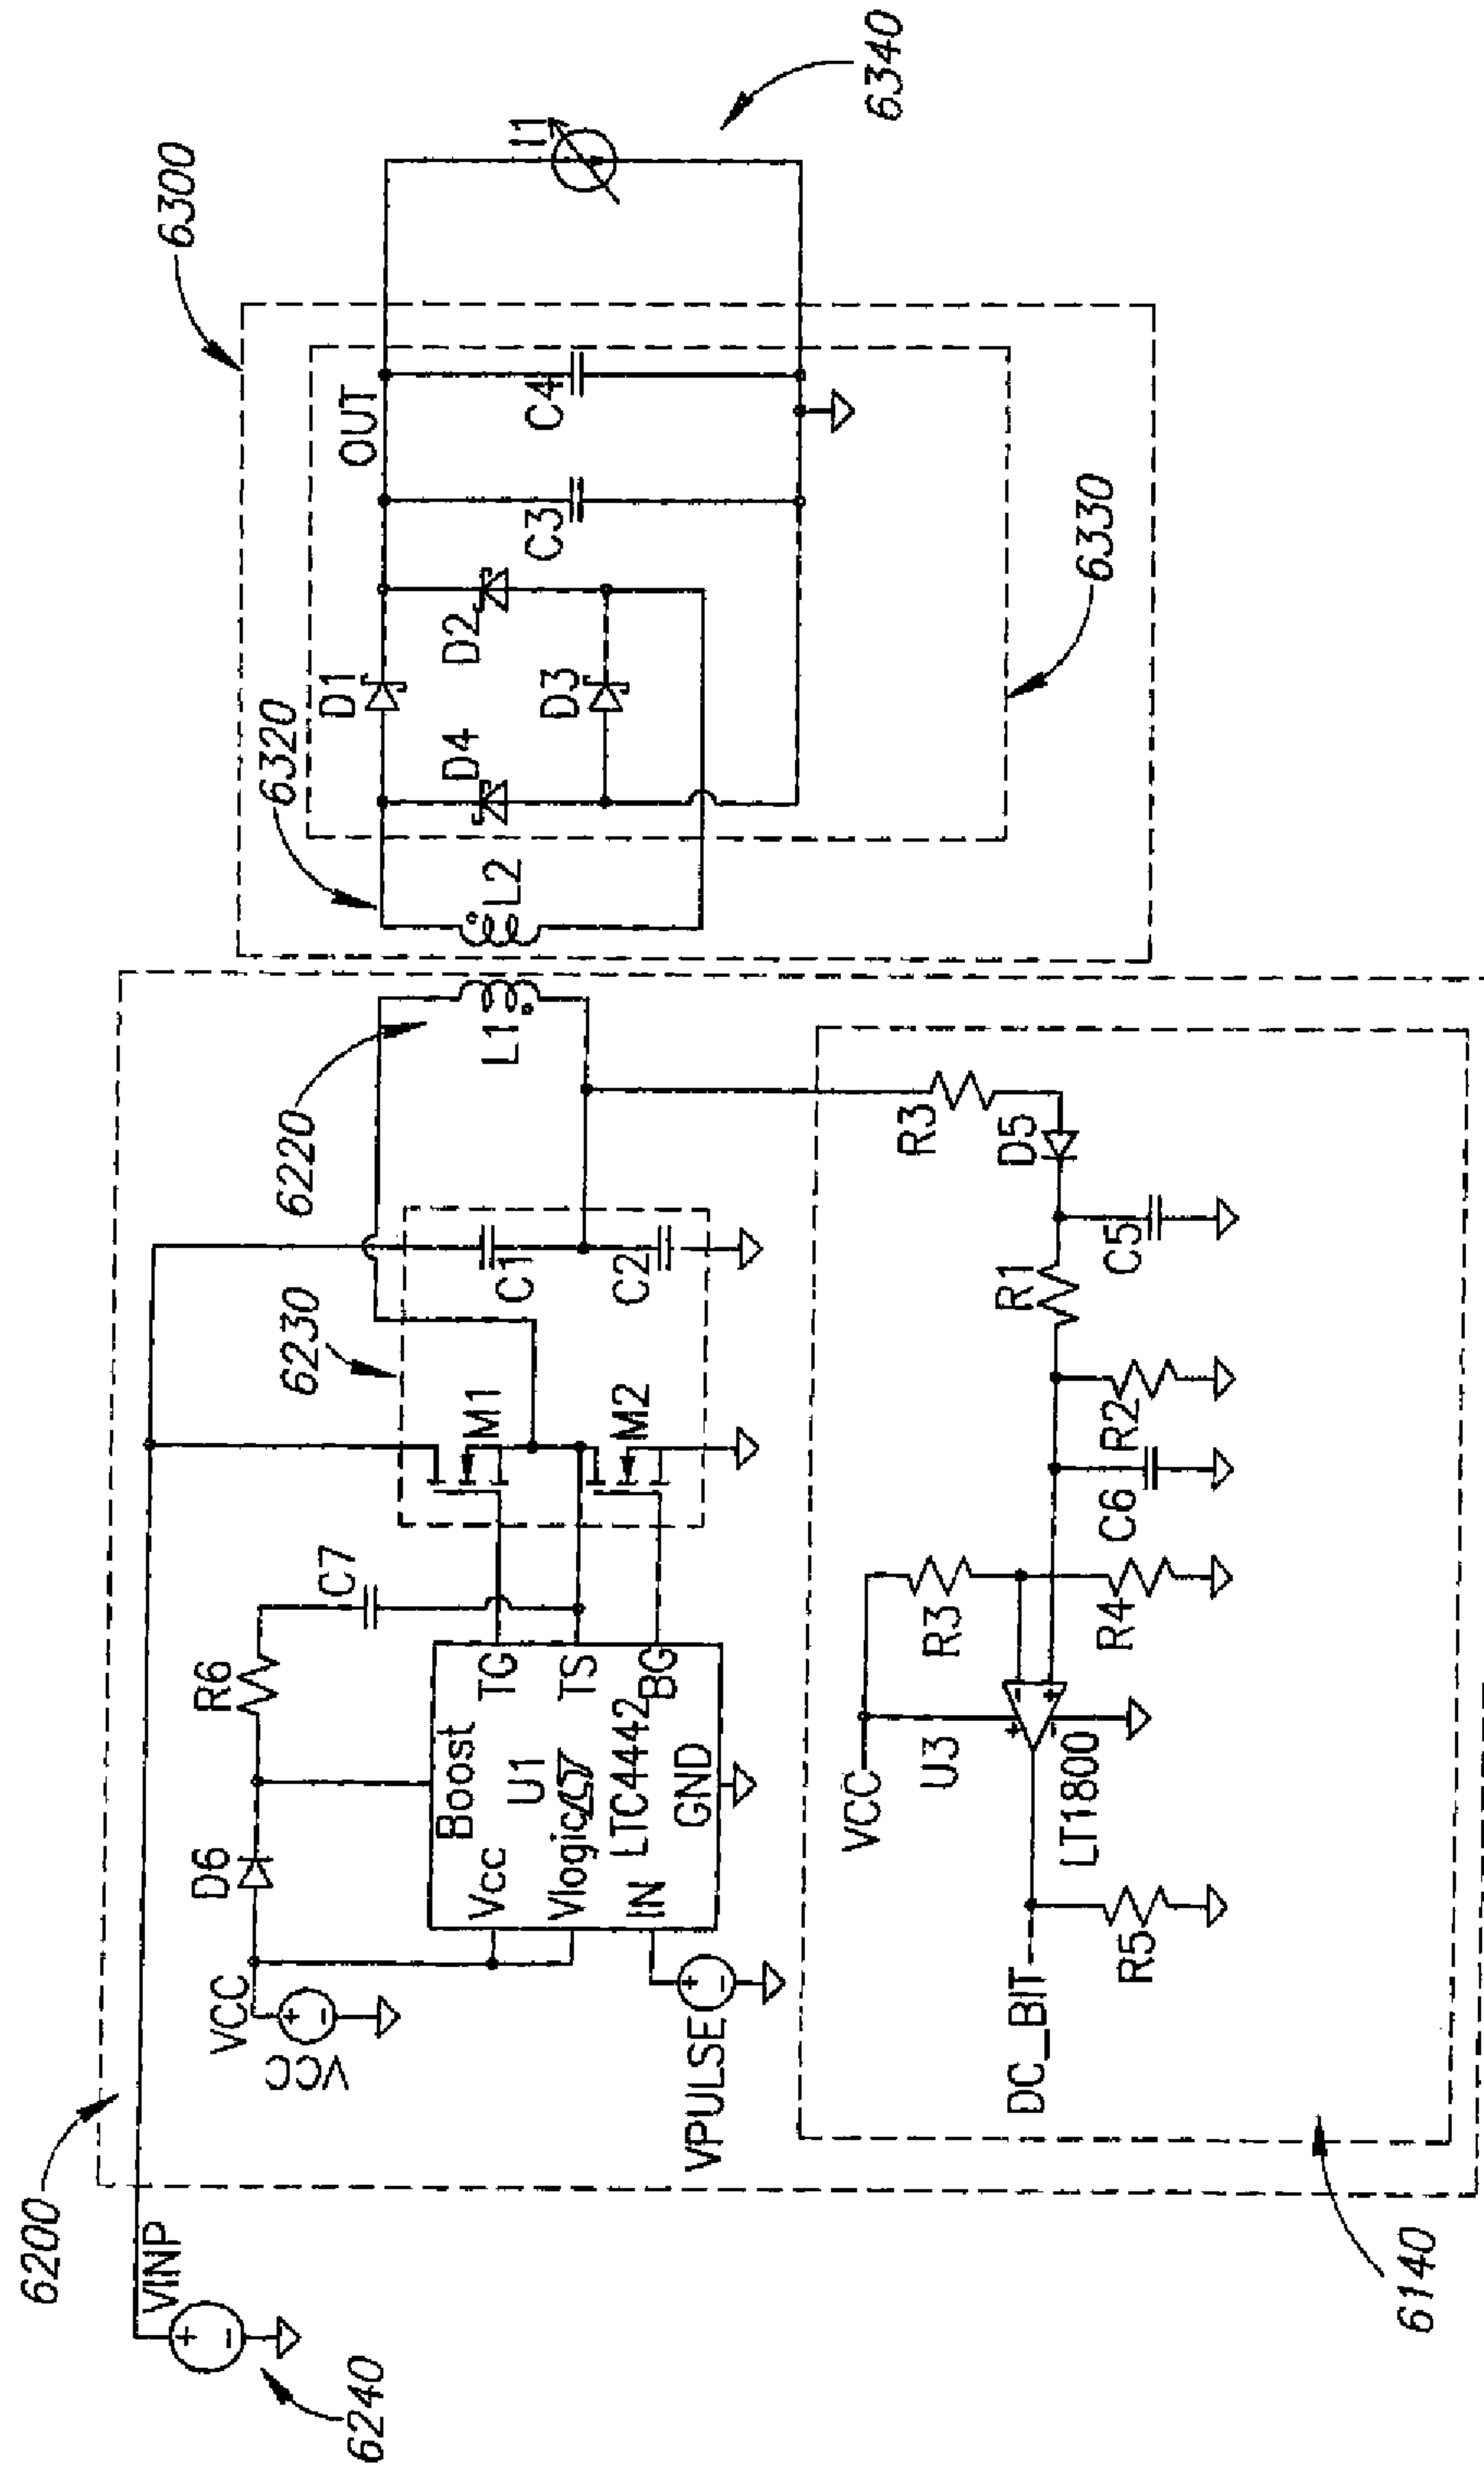 6200
VINP
6240
VCC
VCC
D6
R6
C7
Boost
Vcc
U1
Vlogic
LTC4442
IN
GND
TG
TS
BG
VPULSE
6230
M1
M2
C1
C2
6220
L1
6320
L2
6300
D1
D4
D2
D3
OUT
C3
C4
I1
6340
6330
R3
D5
R1
C5
R2
C6
VCC
R3
R4
U3
LT1800
DC_BIT
R5
6140